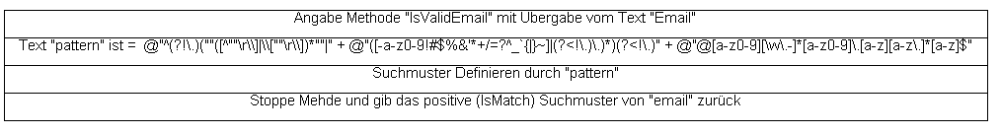 Angabe Methode "IsValidEmail" mit Übergabe vom Text "Email"
Text "pattern" ist =  @"^(?!\.)(""([^""\r\\]|\\[""\r\\])*""|" + @"([-a-z0-9!#$%&'*+/=?^_`{|}~]|(?<!\.)\.)*)(?<!\.)" + @"@[a-z0-9][\w\.-]*[a-z0-9]\.[a-z][a-z\.]*[a-z]$"
Suchmuster Definieren durch "pattern"
Stoppe Mehde und gib das positive (IsMatch) Suchmuster von "email" zurück